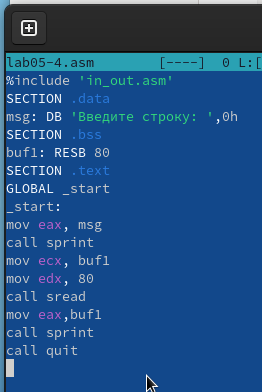 lab05-4.asm [----] 0 L:[
%include 'in_out.asm'
SECTION .data
msg: DB 'Введите строку: ',0h
SECTION .bss
buf1: RESB 80
SECTION .text
GLOBAL _start
_start:
mov eax, msg
call sprint
mov ecx, buf1
mov edx, 80
call sread
mov eax,buf1
call sprint
call quit